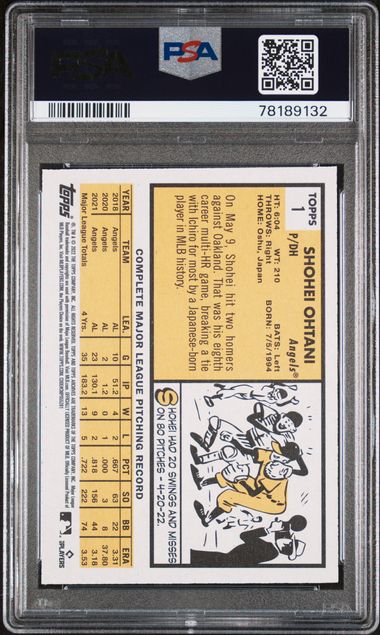 PSA
PSA
78189132
TOPPS
1
SHOHEI OHTANI
P/DH
Angels®
HT: 6:04 WT: 210 BATS: Left
THROWS: Right BORN: 7/5/1994
HOME: Oshu, Japan
On May 9, Shohei hit two homers
against Oakland. That was his eighth
career multi-HR game, breaking a tie
with Ichiro for most by a Japanese-born
player in MLB history.
SHOHEI HAD 20 SWINGS AND MISSES
ON 80 PITCHES - 4-20-22.
COMPLETE MAJOR LEAGUE PITCHING RECORD
YEAR TEAM LEA. G IP W L PCT SO BB ERA
2018 Angels AL 10 51.2 4 2 .667 63 22 3.31
2020 Angels AL 2 1.2 0 1 .000 3 8 37.80
2021 Angels AL 23 130.1 9 2 .818 156 44 3.18
Major League Totals 4 Yrs. 35 183.2 13 5 .722 222 74 3.53
topps
MLB PLAYERS